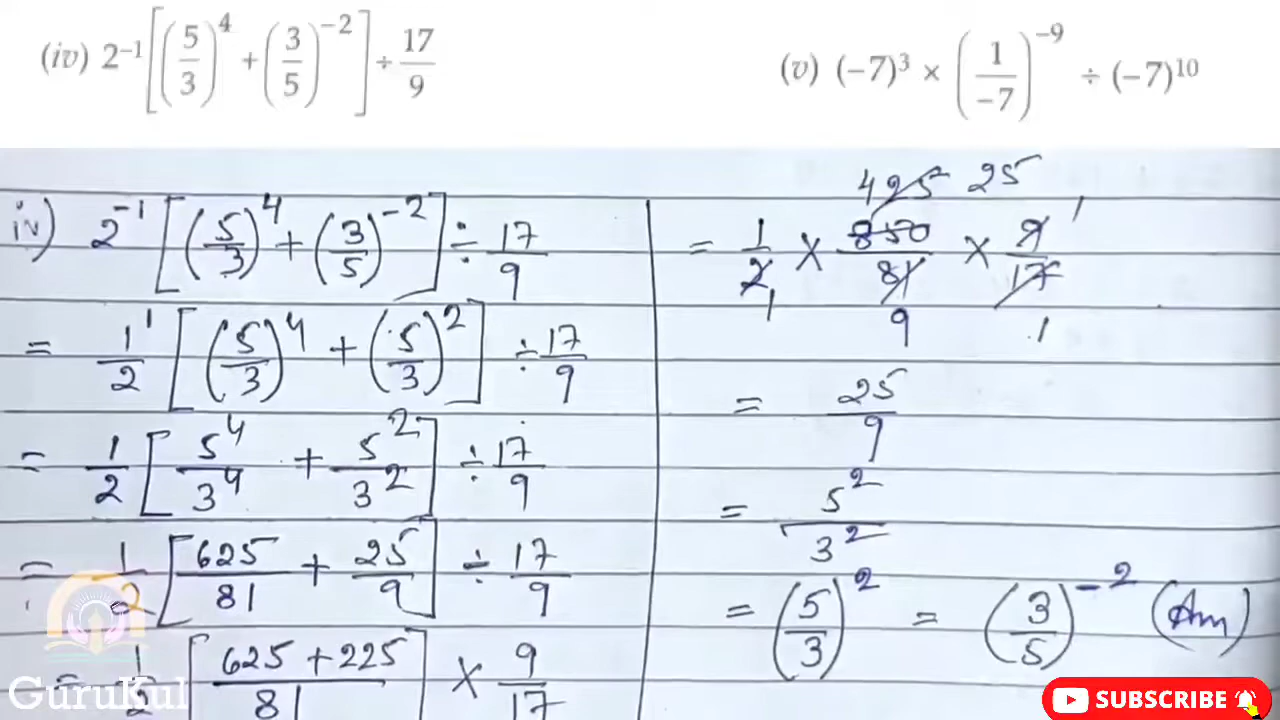 (iv) 2⁻¹[(5/3)⁴ + (3/5)⁻²] ÷ 17/9
(v) (−7)³ × (1/−7)⁻⁹ ÷ (−7)¹⁰
iv) 2⁻¹[(5/3)⁴ + (3/5)⁻²] ÷ 17/9
= 1¹/2 [(5/3)⁴ + (5/3)²] ÷ 17/9
= 1/2 [5⁴/3⁴ + 5²/3²] ÷ 17/9
= 1/2 [625/81 + 25/9] ÷ 17/9
= 1/2 [625+225/81] × 9/17
425 25
= 1/2 × 850/81 × 9/17 1
1 9 1
= 25/9
= 5²/3²
= (5/3)² = (3/5)⁻² (Ans)
GuruKul
SUBSCRIBE